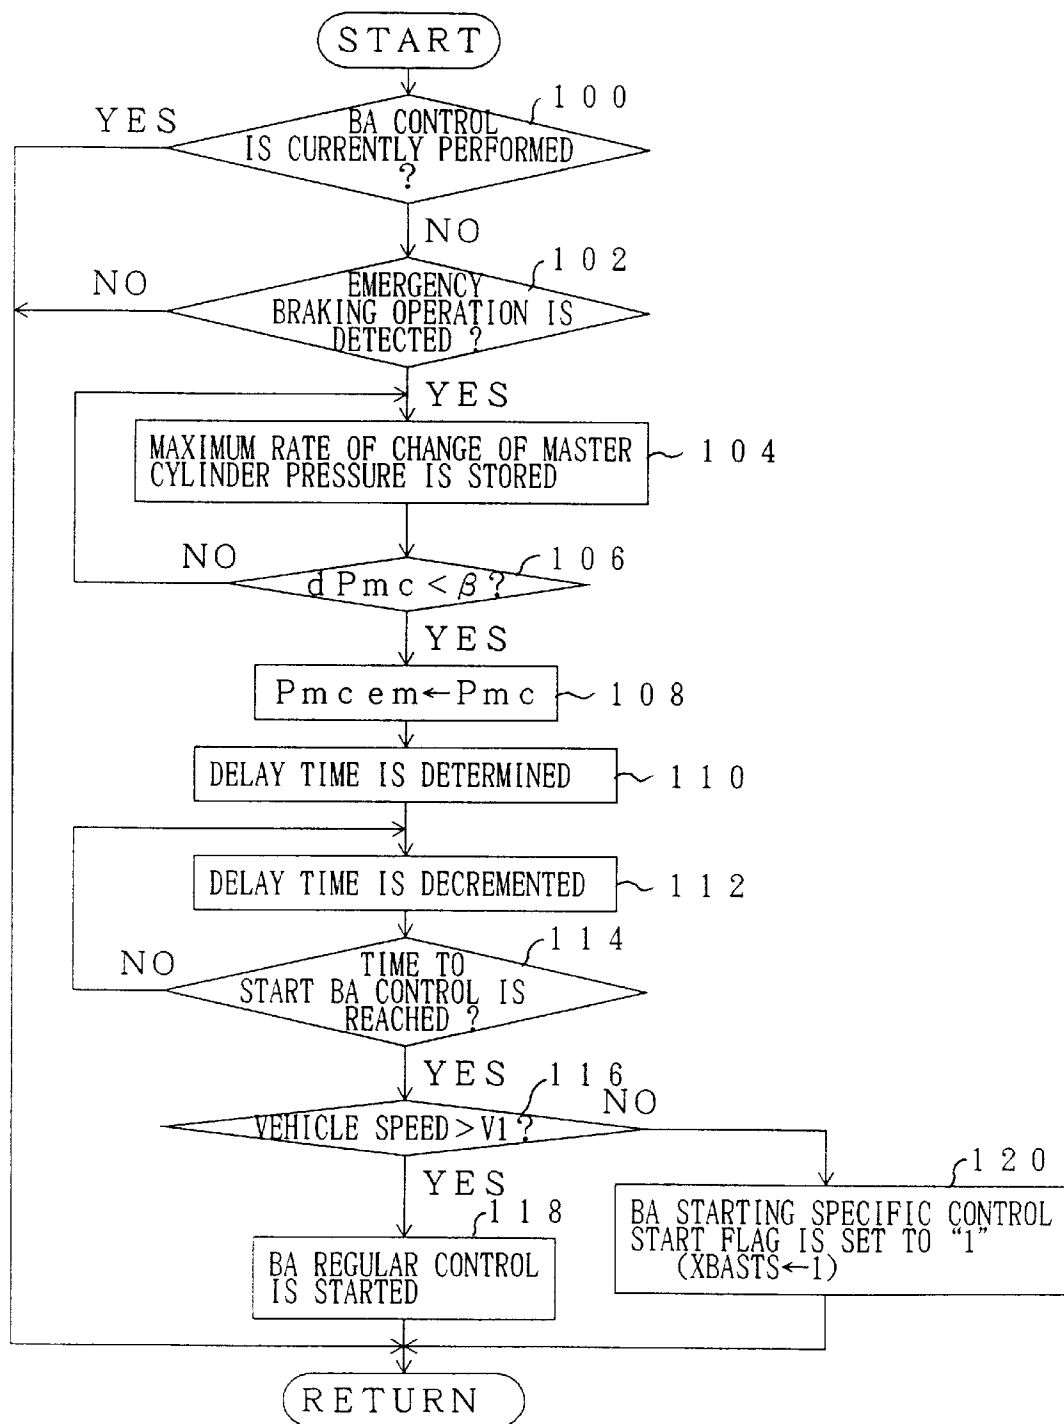 START
100
YES
BA CONTROL
IS CURRENTLY PERFORMED
?
NO
102
NO
EMERGENCY
BRAKING OPERATION IS
DETECTED ?
YES
MAXIMUM RATE OF CHANGE OF MASTER
CYLINDER PRESSURE IS STORED
104
NO
106
dPmc<β?
YES
Pmcem←Pmc
108
DELAY TIME IS DETERMINED
110
DELAY TIME IS DECREMENTED
112
114
NO
TIME TO
START BA CONTROL IS
REACHED ?
YES
116
NO
VEHICLE SPEED>V1?
YES
118
120
BA REGULAR CONTROL
IS STARTED
BA STARTING SPECIFIC CONTROL
START FLAG IS SET TO “1”
(XBASTS←1)
RETURN